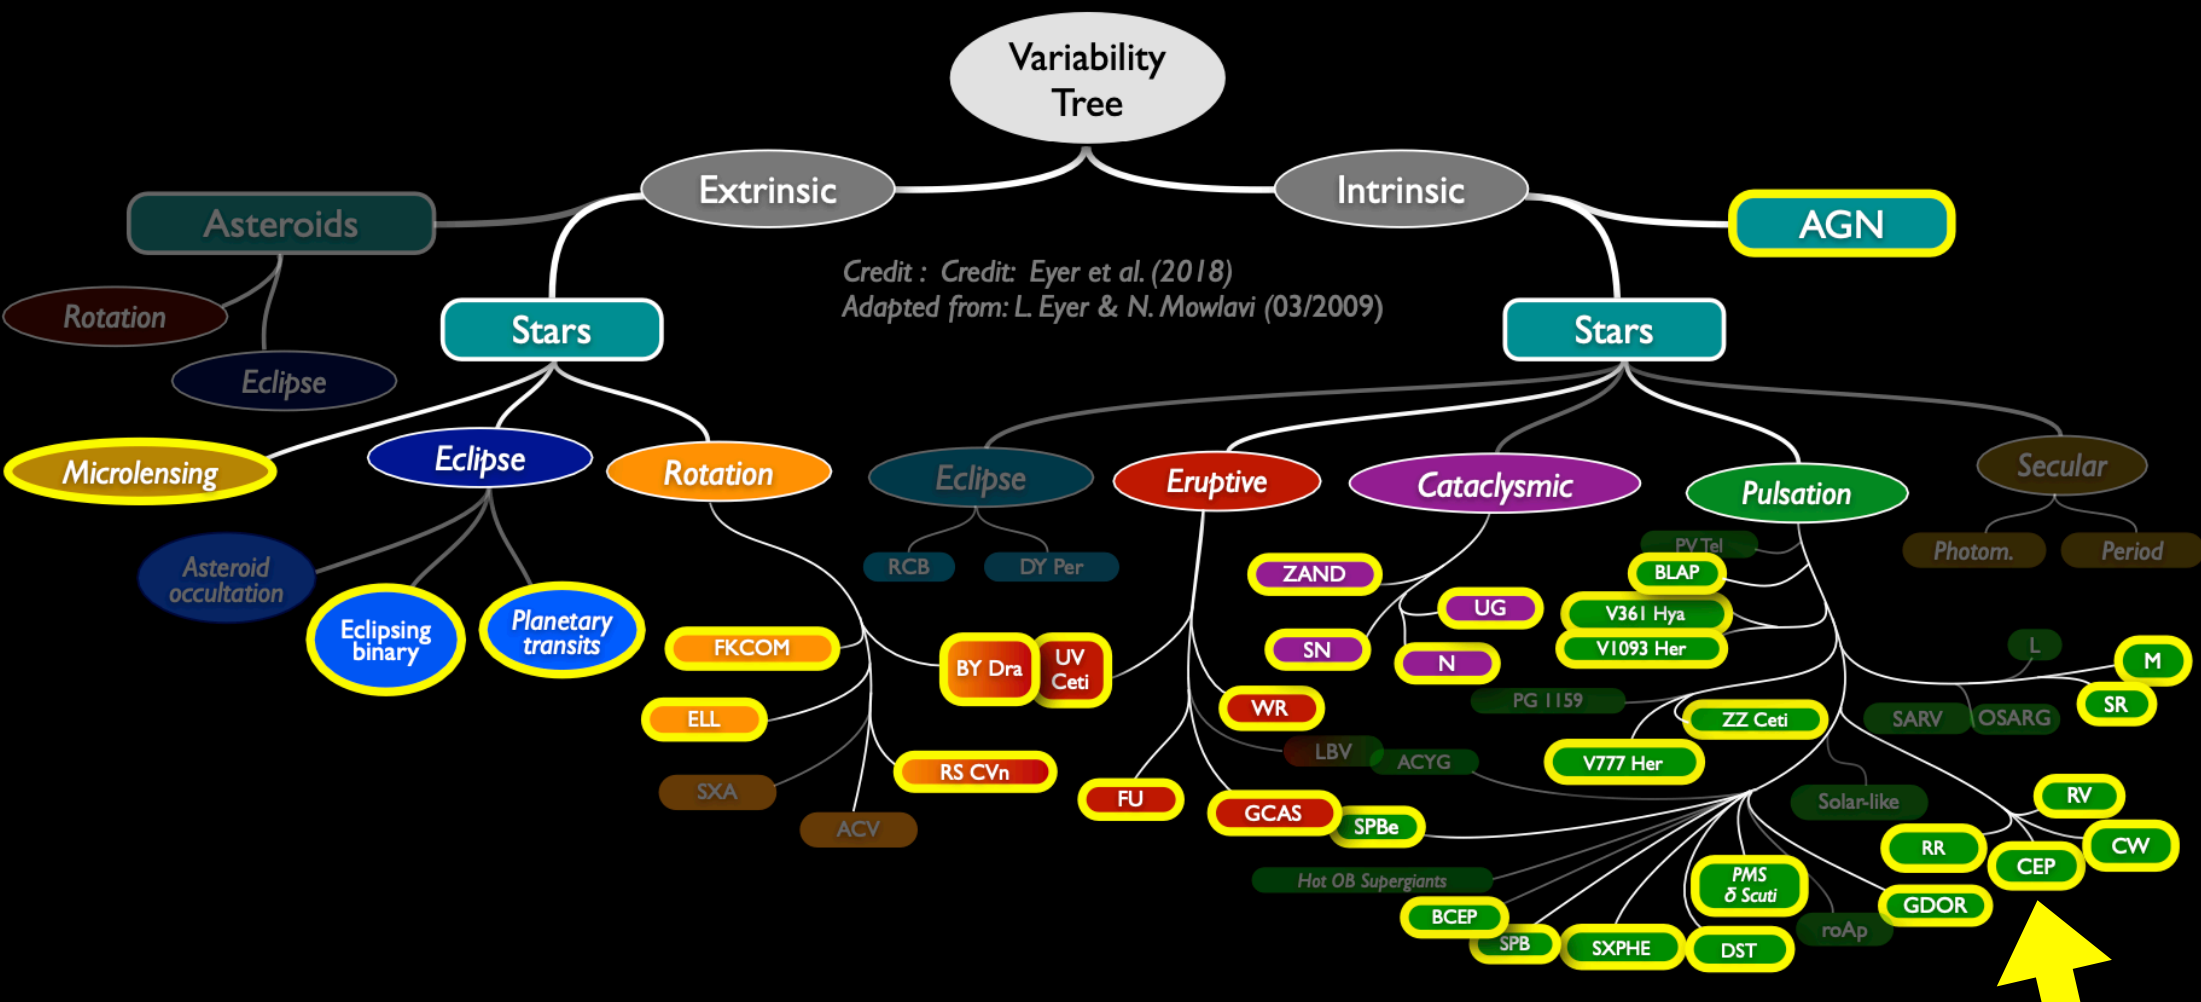 Variability
Tree
Extrinsic
Intrinsic
Asteroids
AGN
Credit : Credit: Eyer et al. (2018)
Adapted from: L. Eyer & N. Mowlavi (03/2009)
Rotation
Stars
Stars
Eclipse
Microlensing
Eclipse
Rotation
Eclipse
Eruptive
Cataclysmic
Pulsation
Secular
Asteroid
occultation
Eclipsing
binary
Planetary
transits
RCB
DY Per
ZAND
UG
SN
N
PV Tel
BLAP
V361 Hya
V1093 Her
Photom.
Period
FKCOM
BY Dra
UV
Ceti
L
M
SR
ELL
WR
PG 1159
ZZ Ceti
SARV
OSARG
RS CVn
LBV
ACYG
V777 Her
SXA
FU
GCAS
SPBe
Solar-like
RV
ACV
RR
CEP
CW
Hot OB Supergiants
PMS
δ Scuti
GDOR
BCEP
SPB
SXPHE
DST
roAp